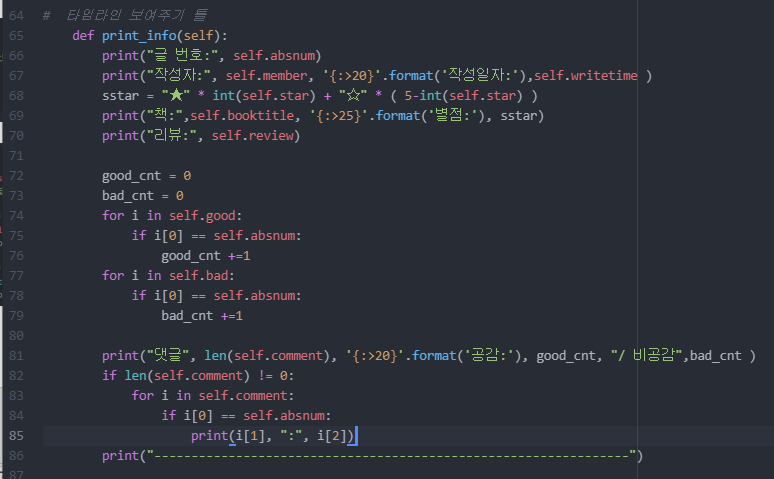 64 #  타임라인 보여주기 틀
65     def print_info(self):
66         print("글 번호:", self.absnum)
67         print("작성자:", self.member, '{:>20}'.format('작성일자:'),self.writetime )
68         sstar = "★" * int(self.star) + "☆" * ( 5-int(self.star) )
69         print("책:",self.booktitle, '{:>25}'.format('별점:'), sstar)
70         print("리뷰:", self.review)
71
72         good_cnt = 0
73         bad_cnt = 0
74         for i in self.good:
75             if i[0] == self.absnum:
76                 good_cnt +=1
77         for i in self.bad:
78             if i[0] == self.absnum:
79                 bad_cnt +=1
80
81         print("댓글", len(self.comment), '{:>20}'.format('공감:'), good_cnt, "/ 비공감",bad_cnt )
82         if len(self.comment) != 0:
83             for i in self.comment:
84                 if i[0] == self.absnum:
85                     print(i[1], ":", i[2])
86         print("----------------------------------------------------------------")
87